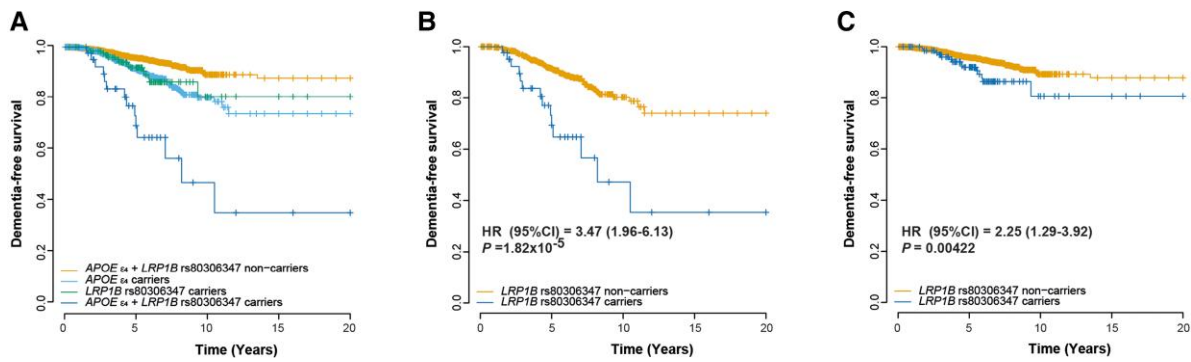 A
Dementia-free survival
1.0
0.8
0.6
0.4
0.2
0.0
APOE ε4 + LRP1B rs80306347 non-carriers
APOE ε4 carriers
LRP1B rs80306347 carriers
APOE ε4 + LRP1B rs80306347 carriers
0 5 10 15 20
Time (Years)
B
Dementia-free survival
1.0
0.8
0.6
0.4
0.2
0.0
HR (95%CI) = 3.47 (1.96-6.13)
P =1.82x10-5
LRP1B rs80306347 non-carriers
LRP1B rs80306347 carriers
0 5 10 15 20
Time (Years)
C
Dementia-free survival
1.0
0.8
0.6
0.4
0.2
0.0
HR (95%CI) = 2.25 (1.29-3.92)
P = 0.00422
LRP1B rs80306347 non-carriers
LRP1B rs80306347 carriers
0 5 10 15 20
Time (Years)